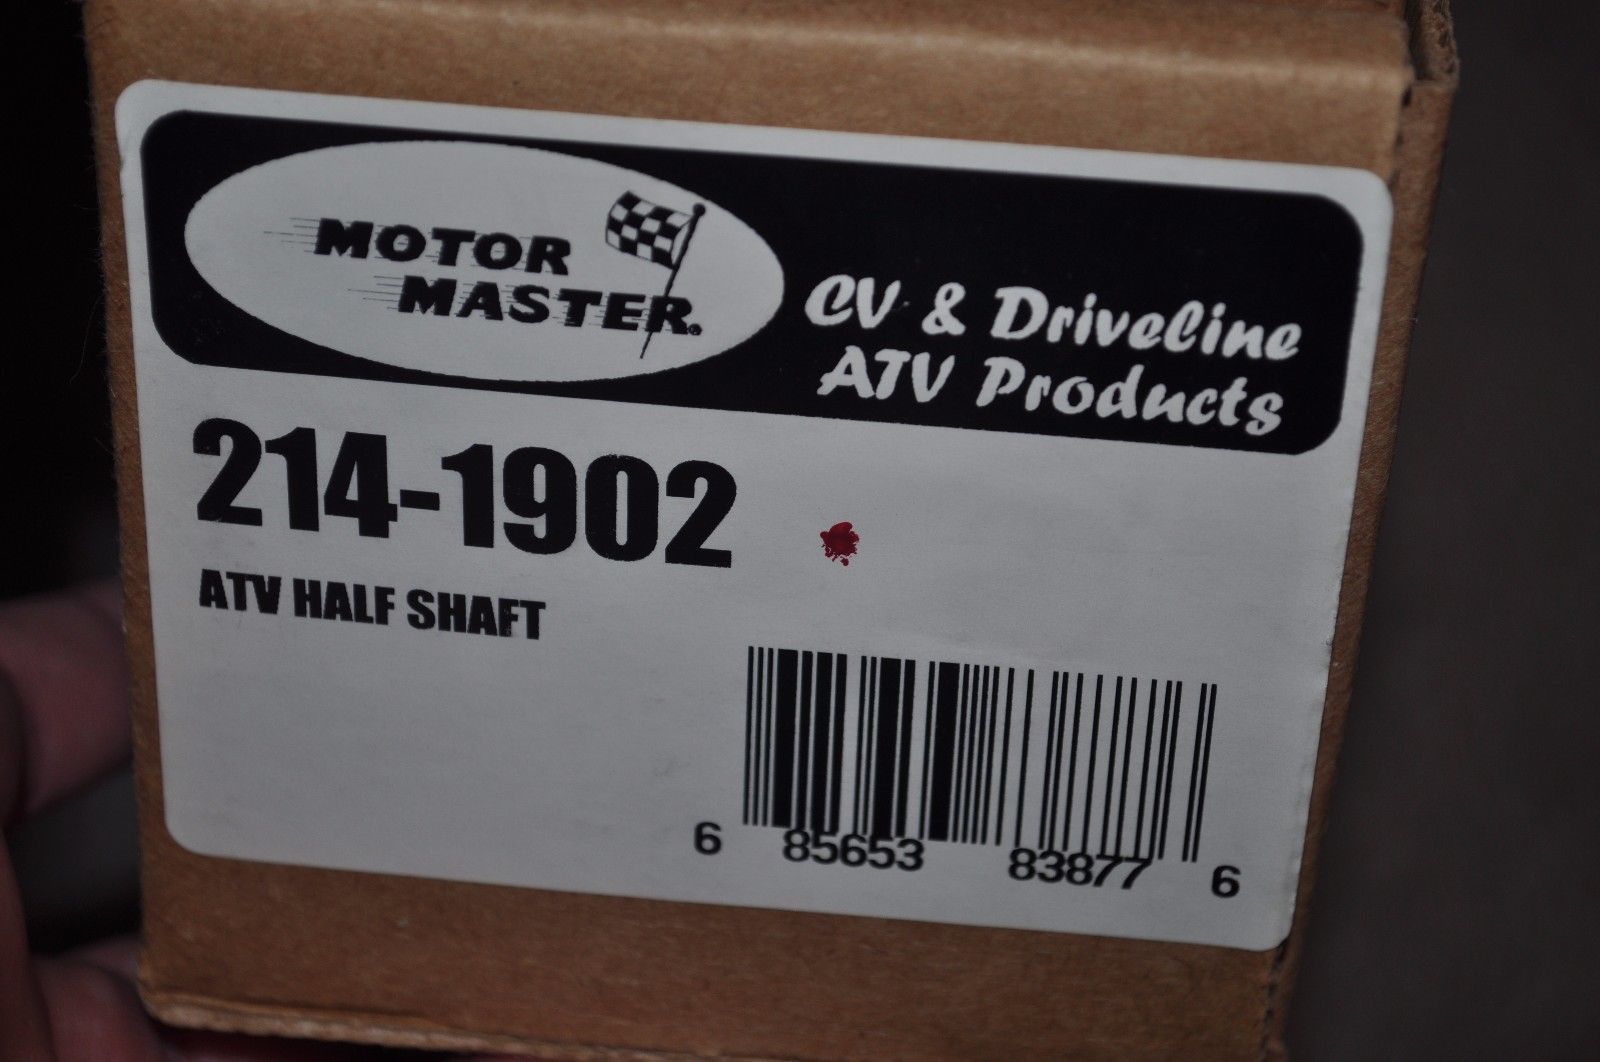 MOTOR
MASTER®
CV & Driveline
ATV Products
214-1902
ATV HALF SHAFT
6 85653 83877 6